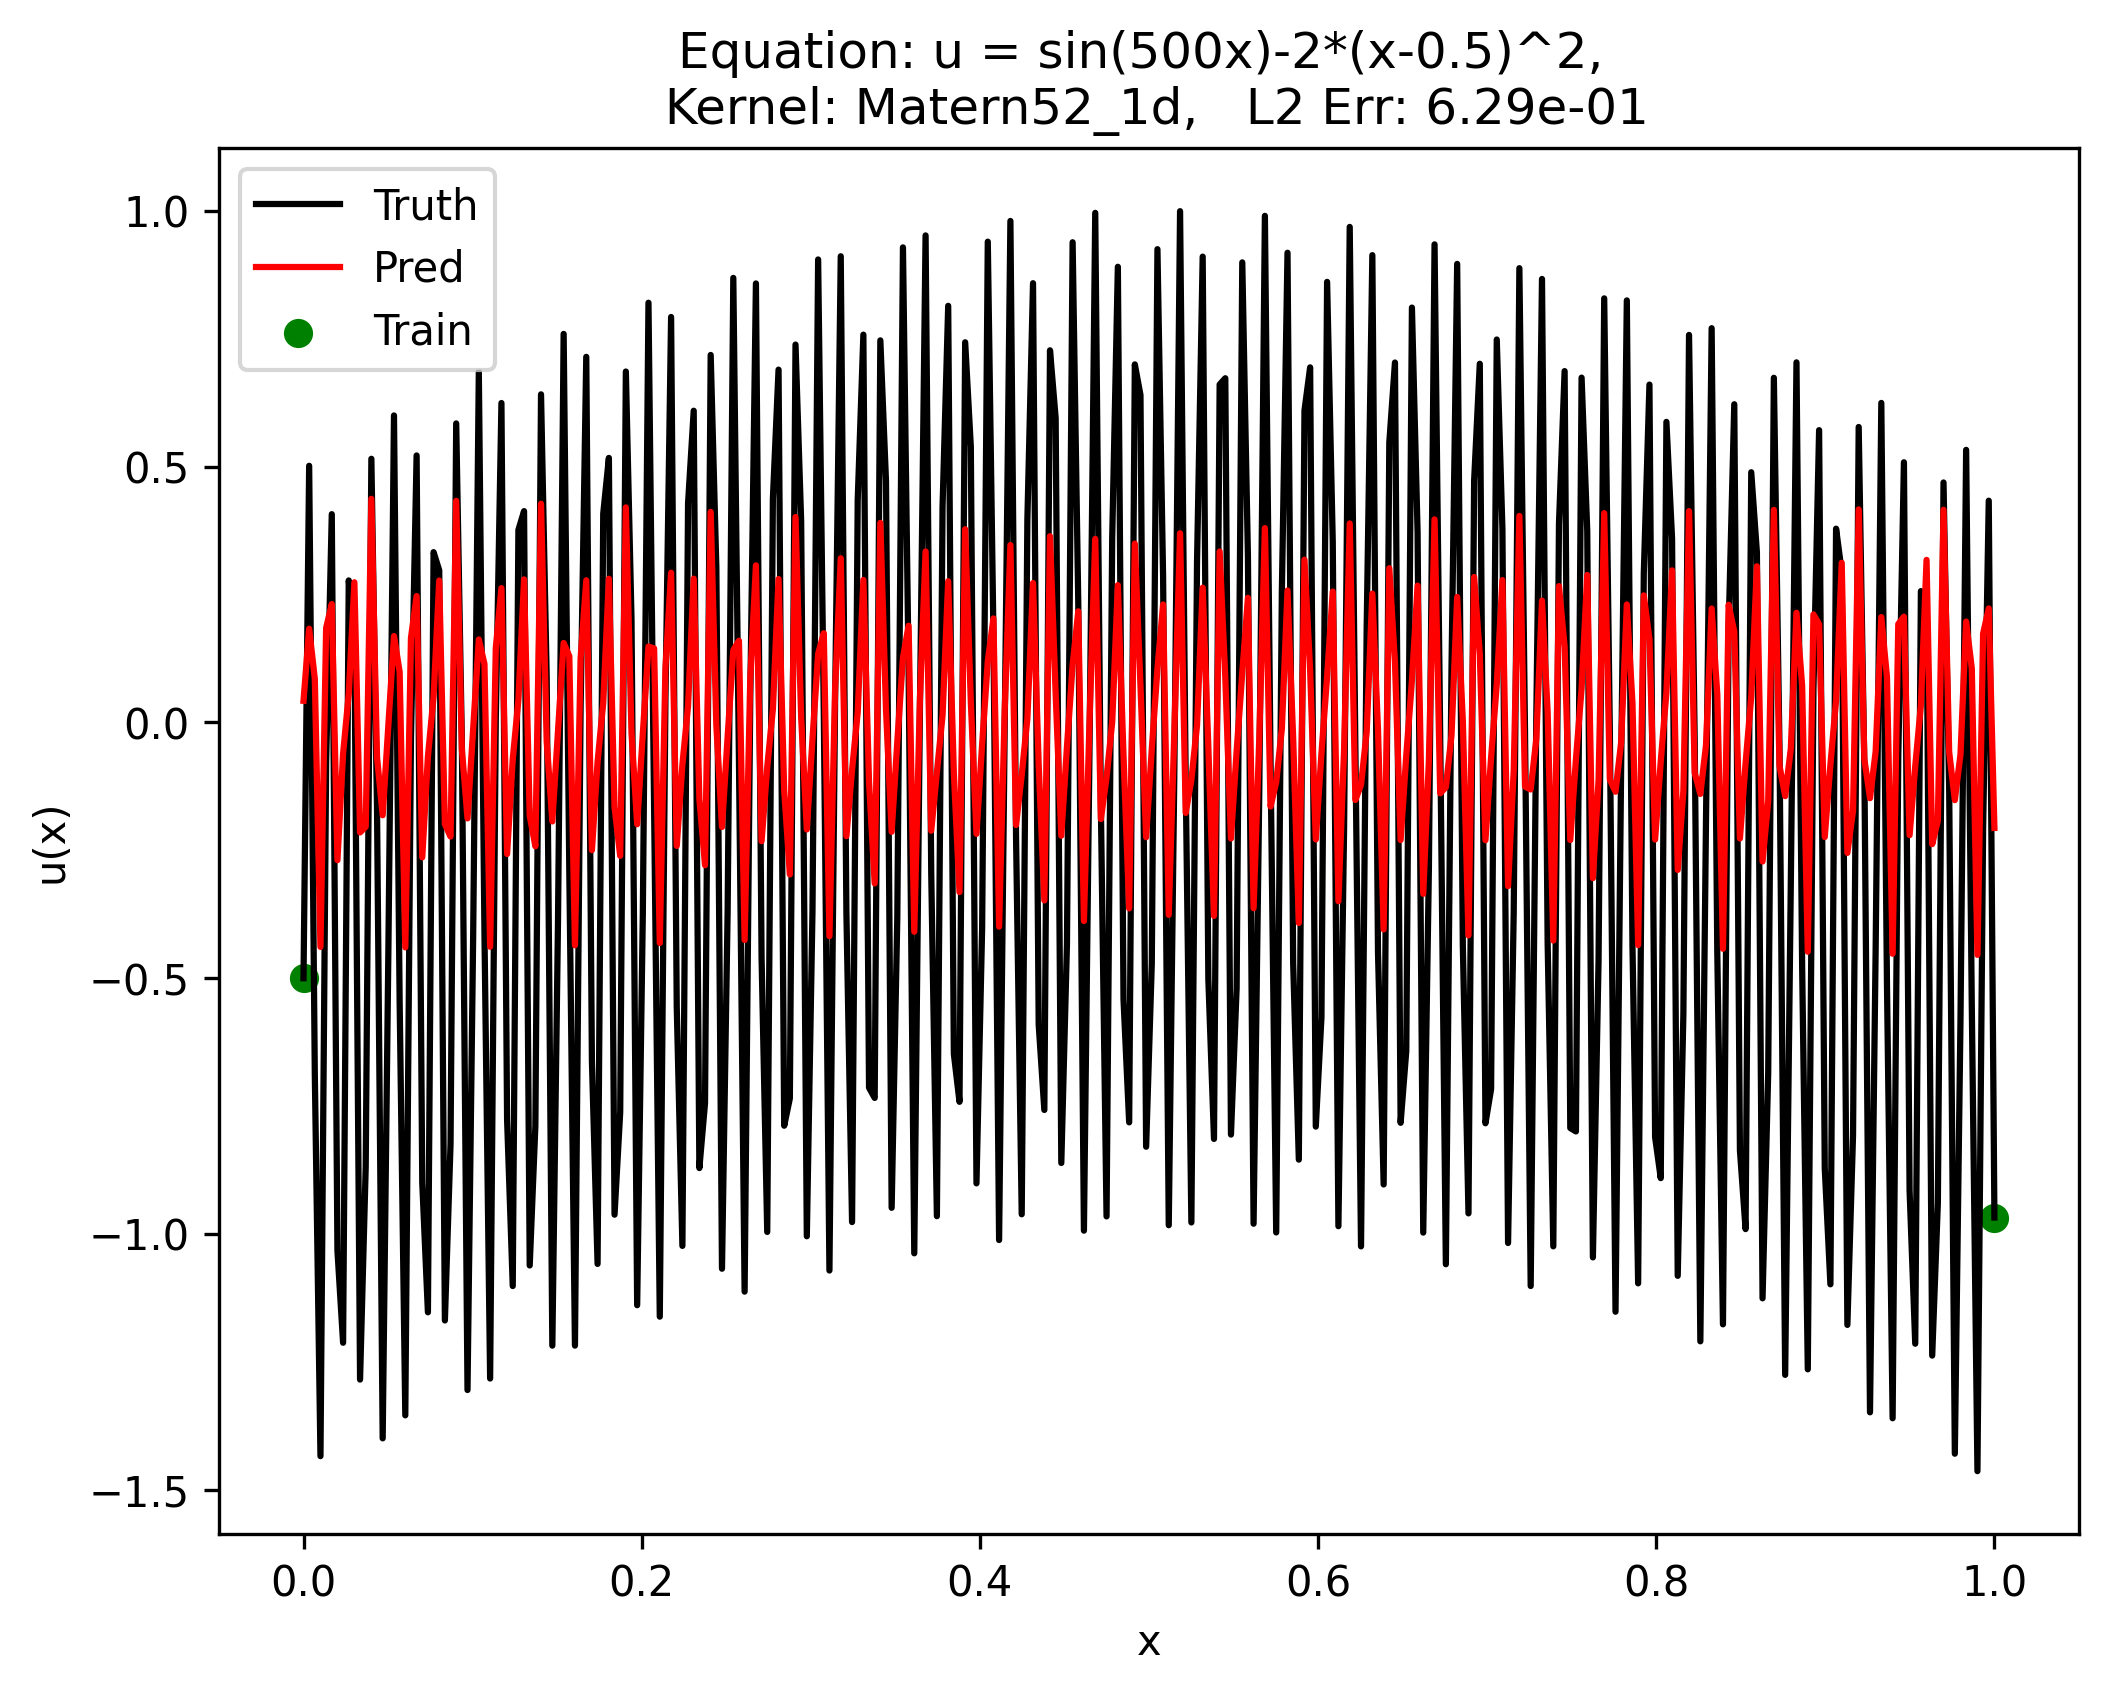 Equation: u = sin(500x)-2*(x-0.5)^2,
Kernel: Matern52_1d,   L2 Err: 6.29e-01
Truth
Pred
Train
1.0
0.5
0.0
−0.5
−1.0
−1.5
u(x)
0.0
0.2
0.4
0.6
0.8
1.0
x